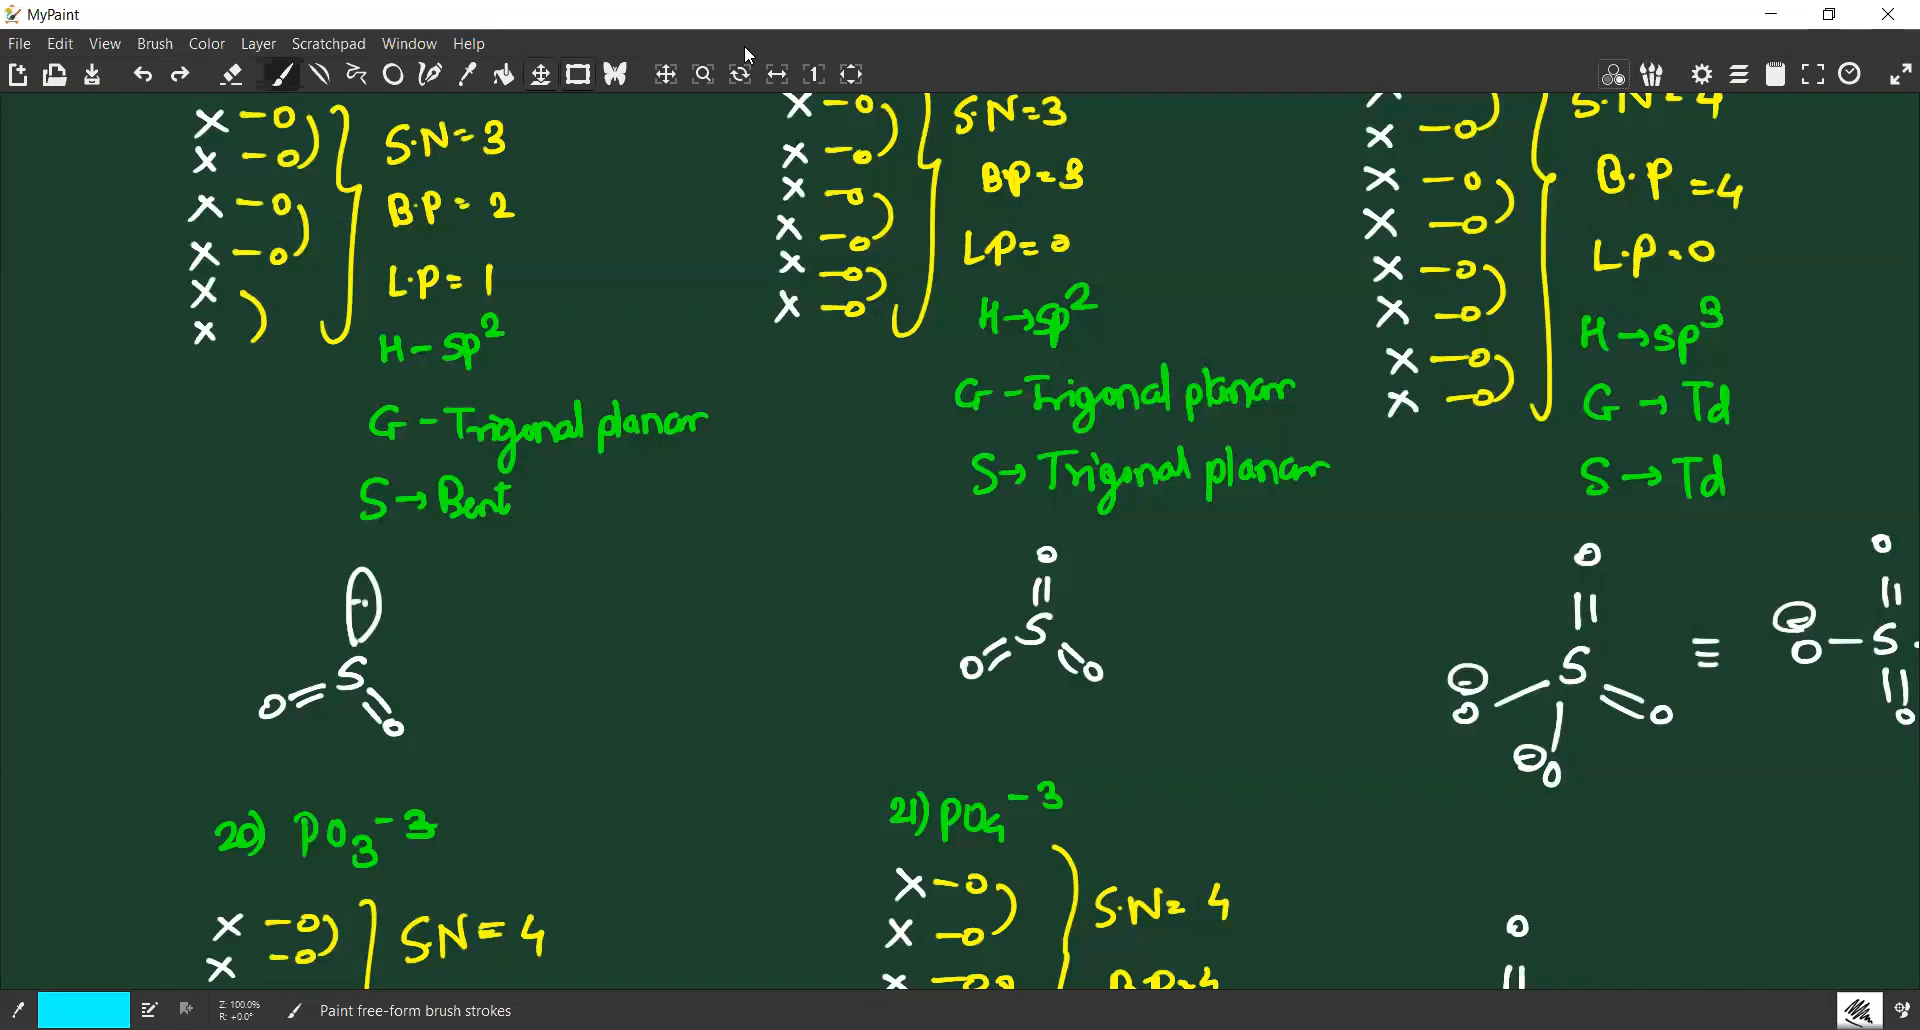 MyPaint
File Edit View Brush Color Layer Scratchpad Window Help
x -o
x -o
x -o
x -o
x
x
S.N=3
B.P = 2
L.P = 1
H - sp2
G - Trigonal planar
S → Bent
S
O = = O
x -o
x -o
x -o
x -o
x -o
x -o
S.N=3
BP=3
L.P= 0
H → sp2
G - Trigonal planar
S → Trigonal planar
O
||
S
O = = O
x -o
x -o
x -o
x -o
x -o
x -o
x -o
S.N = 4
B.P = 4
L.P = 0
H → sp3
G → Td
S → Td
O
||
⊖ S = O
O
⊖O
≡
O
||
⊖
O - S
||
O
20) PO3 -3
x -o
x -o
S.N = 4
21) PO4 -3
x -o
x -o
x -o
S.N = 4
B.P=4
O
||
Z: 100.0%
R: +0.0°
Paint free-form brush strokes